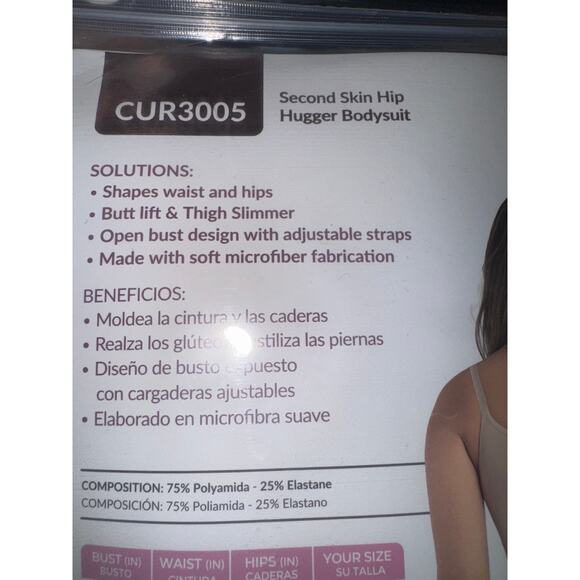 CUR3005
Second Skin Hip
Hugger Bodysuit
SOLUTIONS:
• Shapes waist and hips
• Butt lift & Thigh Slimmer
• Open bust design with adjustable straps
• Made with soft microfiber fabrication
BENEFICIOS:
• Moldea la cintura y las caderas
• Realza los las piernas
• Diseño de busto
con cargaderas ajustables
• Elaborado en microfibra suave
COMPOSITION: 75% Polyamida - 25% Elastane
COMPOSICIÓN: 75% Poliamida - 25% Elastano
BUST (IN)
BUSTO
WAIST (IN)
CINTURA
HIPS (IN)
CADERAS
YOUR SIZE
SU TALLA